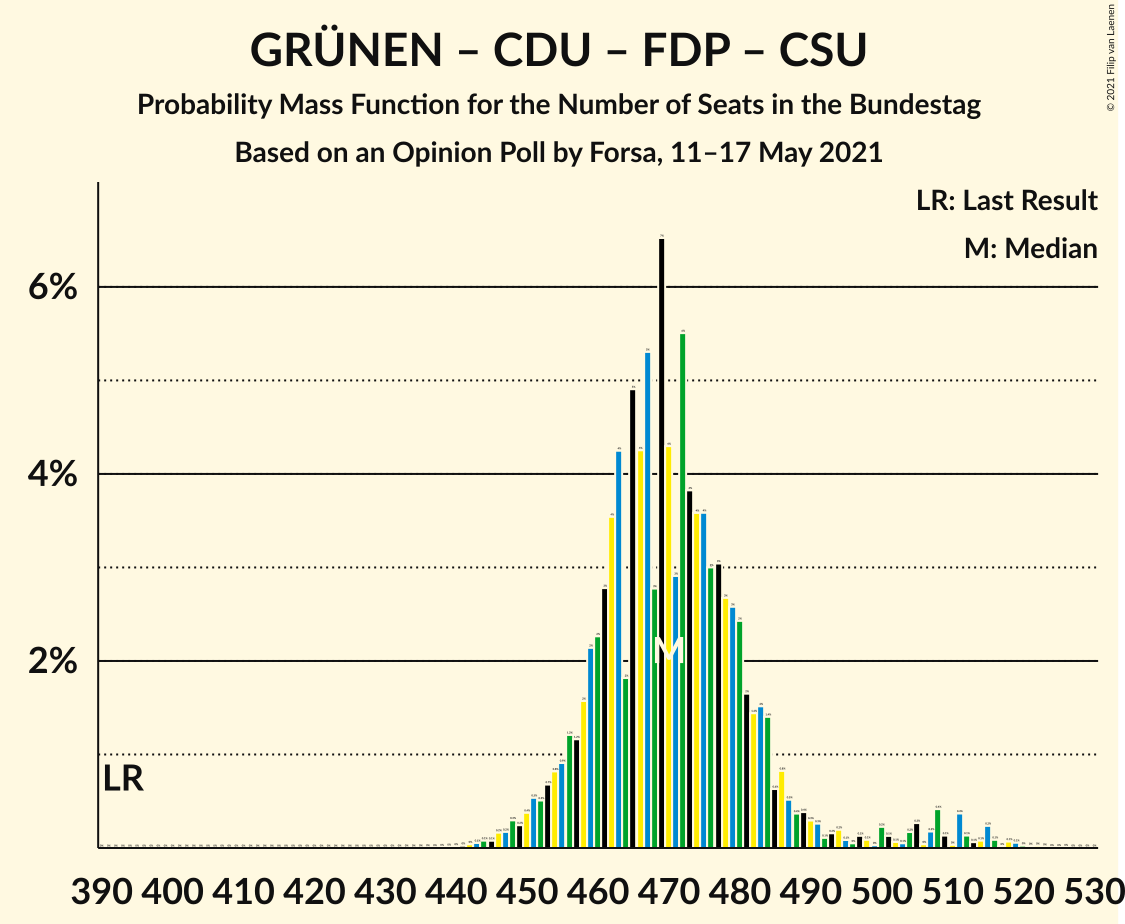 GRÜNEN – CDU – FDP – CSU
Probability Mass Function for the Number of Seats in the Bundestag
Based on an Opinion Poll by Forsa, 11–17 May 2021
© 2021 Filip van Laenen
LR: Last Result
M: Median
6%
4%
2%
LR
M
390 400 410 420 430 440 450 460 470 480 490 500 510 520 530